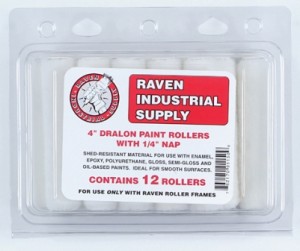 RAVEN
INDUSTRIAL
SUPPLY
4" DRALON PAINT ROLLERS
WITH 1/4" NAP
SHED-RESISTANT MATERIAL FOR USE WITH ENAMEL,
EPOXY, POLYURETHANE, GLOSS, SEMI-GLOSS AND
OIL-BASED PAINTS. IDEAL FOR SMOOTH SURFACES.
CONTAINS 12 ROLLERS
FOR USE ONLY WITH RAVEN ROLLER FRAMES